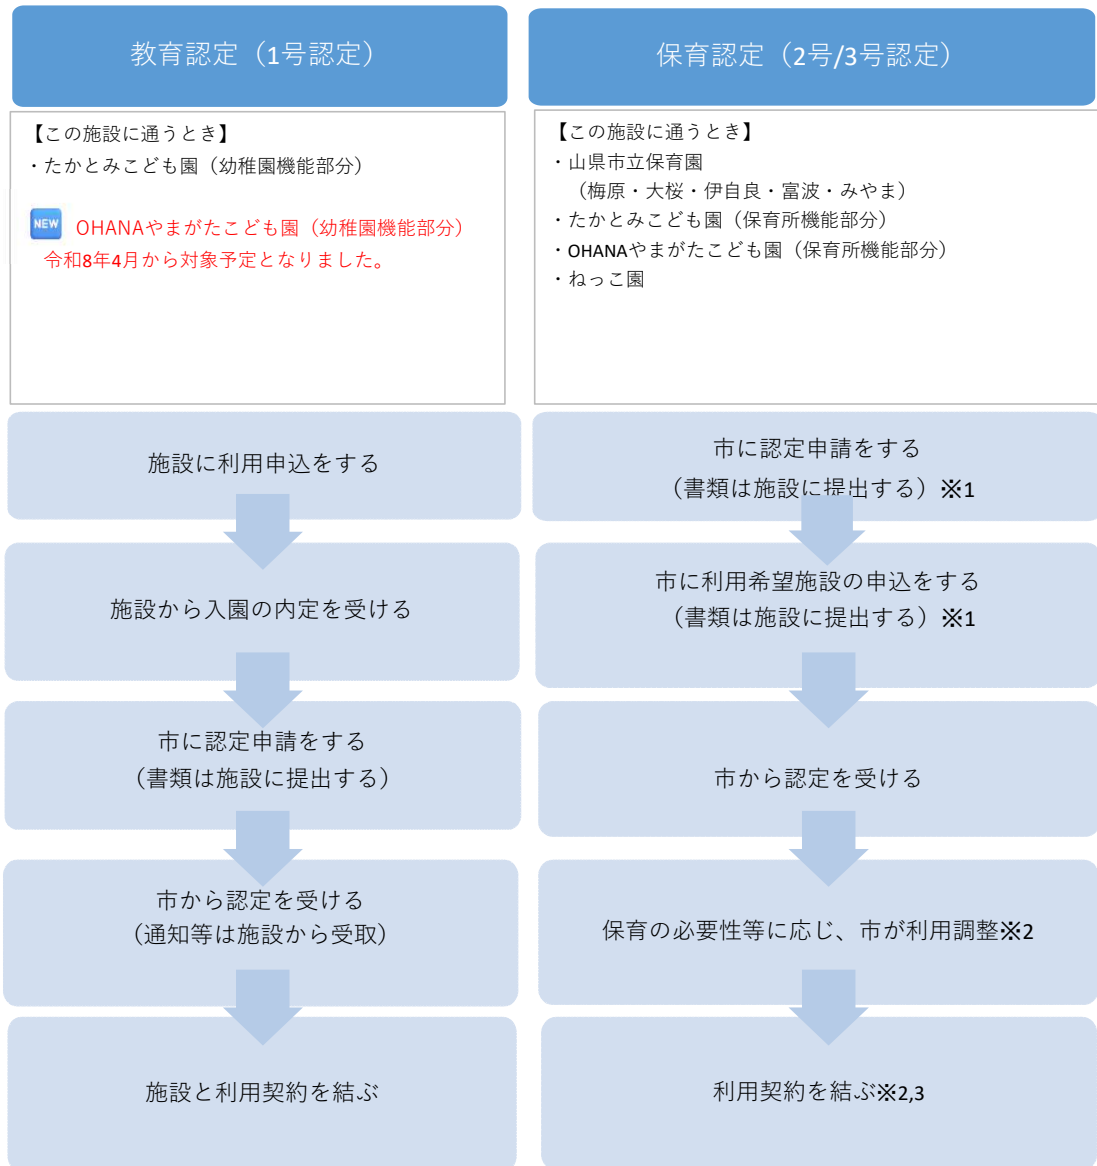 教育認定（1号認定）
【この施設に通うとき】
・たかとみこども園（幼稚園機能部分）
NEW OHANAやまがたこども園（幼稚園機能部分）
令和8年4月から対象予定となりました。
施設に利用申込をする
施設から入園の内定を受ける
市に認定申請をする
（書類は施設に提出する）
市から認定を受ける
（通知等は施設から受取）
施設と利用契約を結ぶ
保育認定（2号/3号認定）
【この施設に通うとき】
・山県市立保育園
（梅原・大桜・伊自良・富波・みやま）
・たかとみこども園（保育所機能部分）
・OHANAやまがたこども園（保育所機能部分）
・ねっこ園
市に認定申請をする
（書類は施設に提出する）※1
市に利用希望施設の申込をする
（書類は施設に提出する）※1
市から認定を受ける
保育の必要性等に応じ、市が利用調整※2
利用契約を結ぶ※2,3